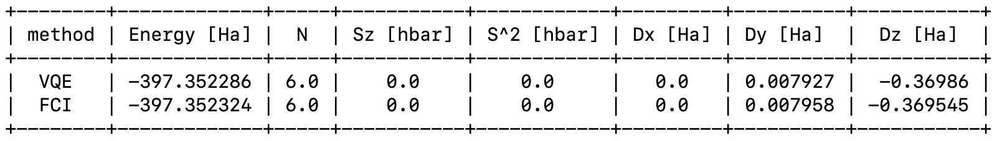 +--------+--------------+-----+-----------+-------------+---------+----------+-----------+
| method | Energy [Ha] | N | Sz [hbar] | S^2 [hbar] | Dx [Ha] | Dy [Ha] | Dz [Ha] |
+--------+--------------+-----+-----------+-------------+---------+----------+-----------+
| VQE | -397.352286 | 6.0 | 0.0 | 0.0 | 0.0 | 0.007927 | -0.36986 |
| FCI | -397.352324 | 6.0 | 0.0 | 0.0 | 0.0 | 0.007958 | -0.369545 |
+--------+--------------+-----+-----------+-------------+---------+----------+-----------+